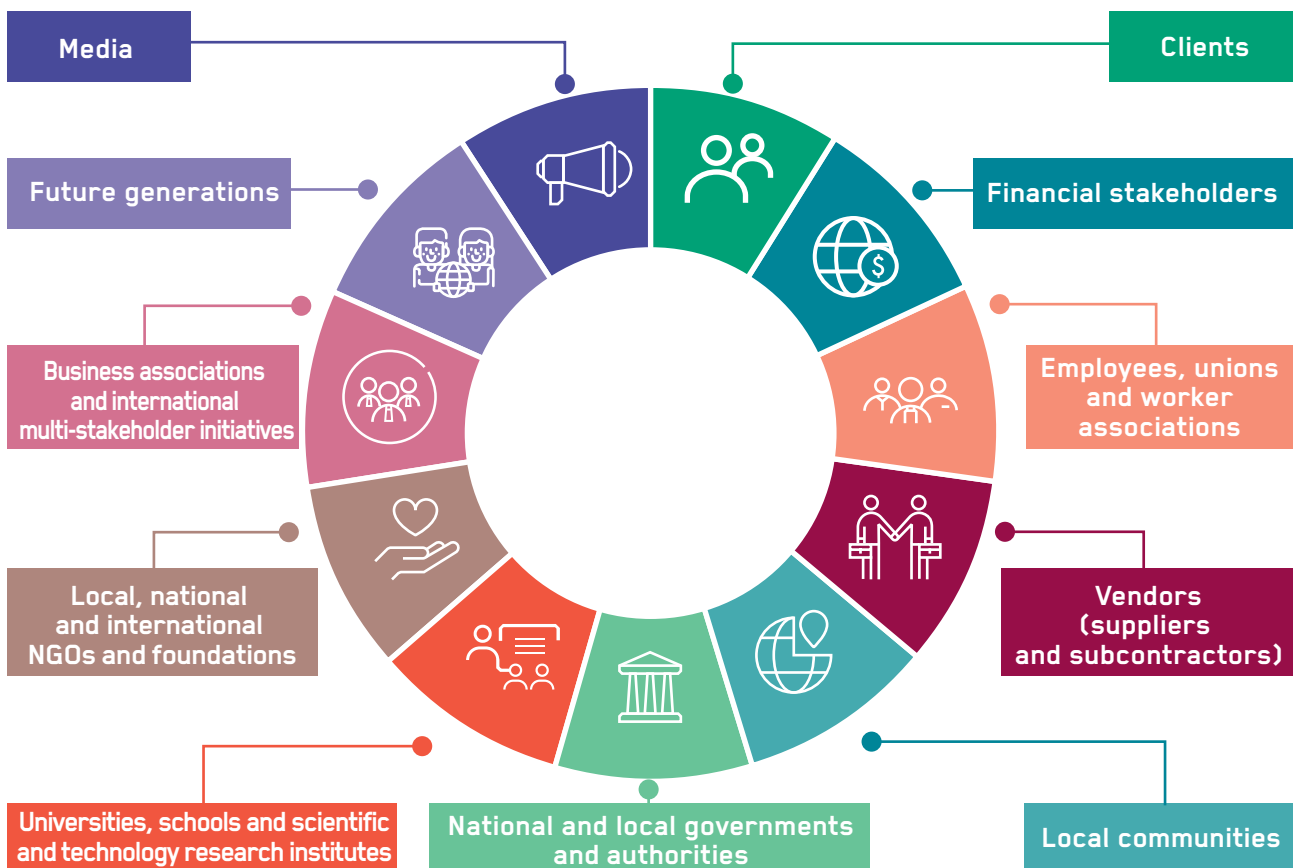 Media
Clients
Future generations
Financial stakeholders
$
Business associations
and international
multi-stakeholder initiatives
Employees, unions
and worker
associations
Local, national
and international
NGOs and foundations
Vendors
(suppliers
and subcontractors)
Universities, schools and scientific
and technology research institutes
National and local governments
and authorities
Local communities